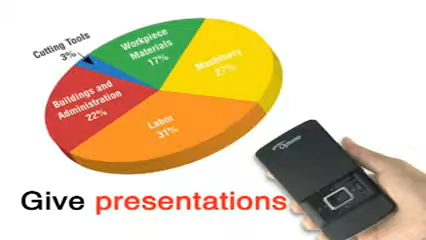 Cutting Tools
3%
Workpiece
Materials
17%
Machinery
27%
Buildings and
Administration
22%
Labor
31%
Optoma
Give presentations